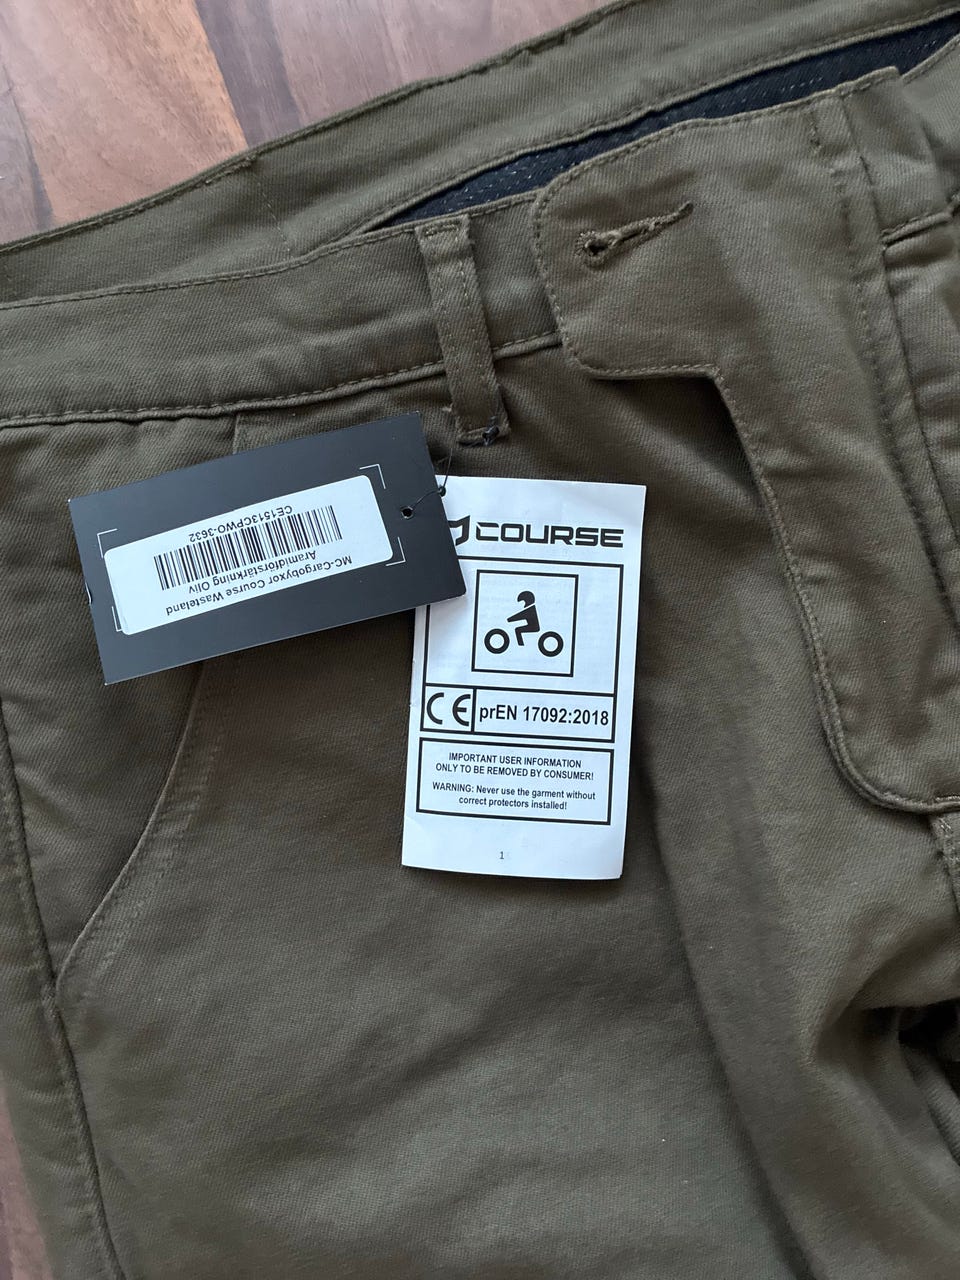 MC-Cargobyxor Course Wasteland
Aramidförstärkning Oliv
CE1513CPWO-3632
COURSE
CE prEN 17092:2018
IMPORTANT USER INFORMATION
ONLY TO BE REMOVED BY CONSUMER!
WARNING: Never use the garment without
correct protectors installed!
1